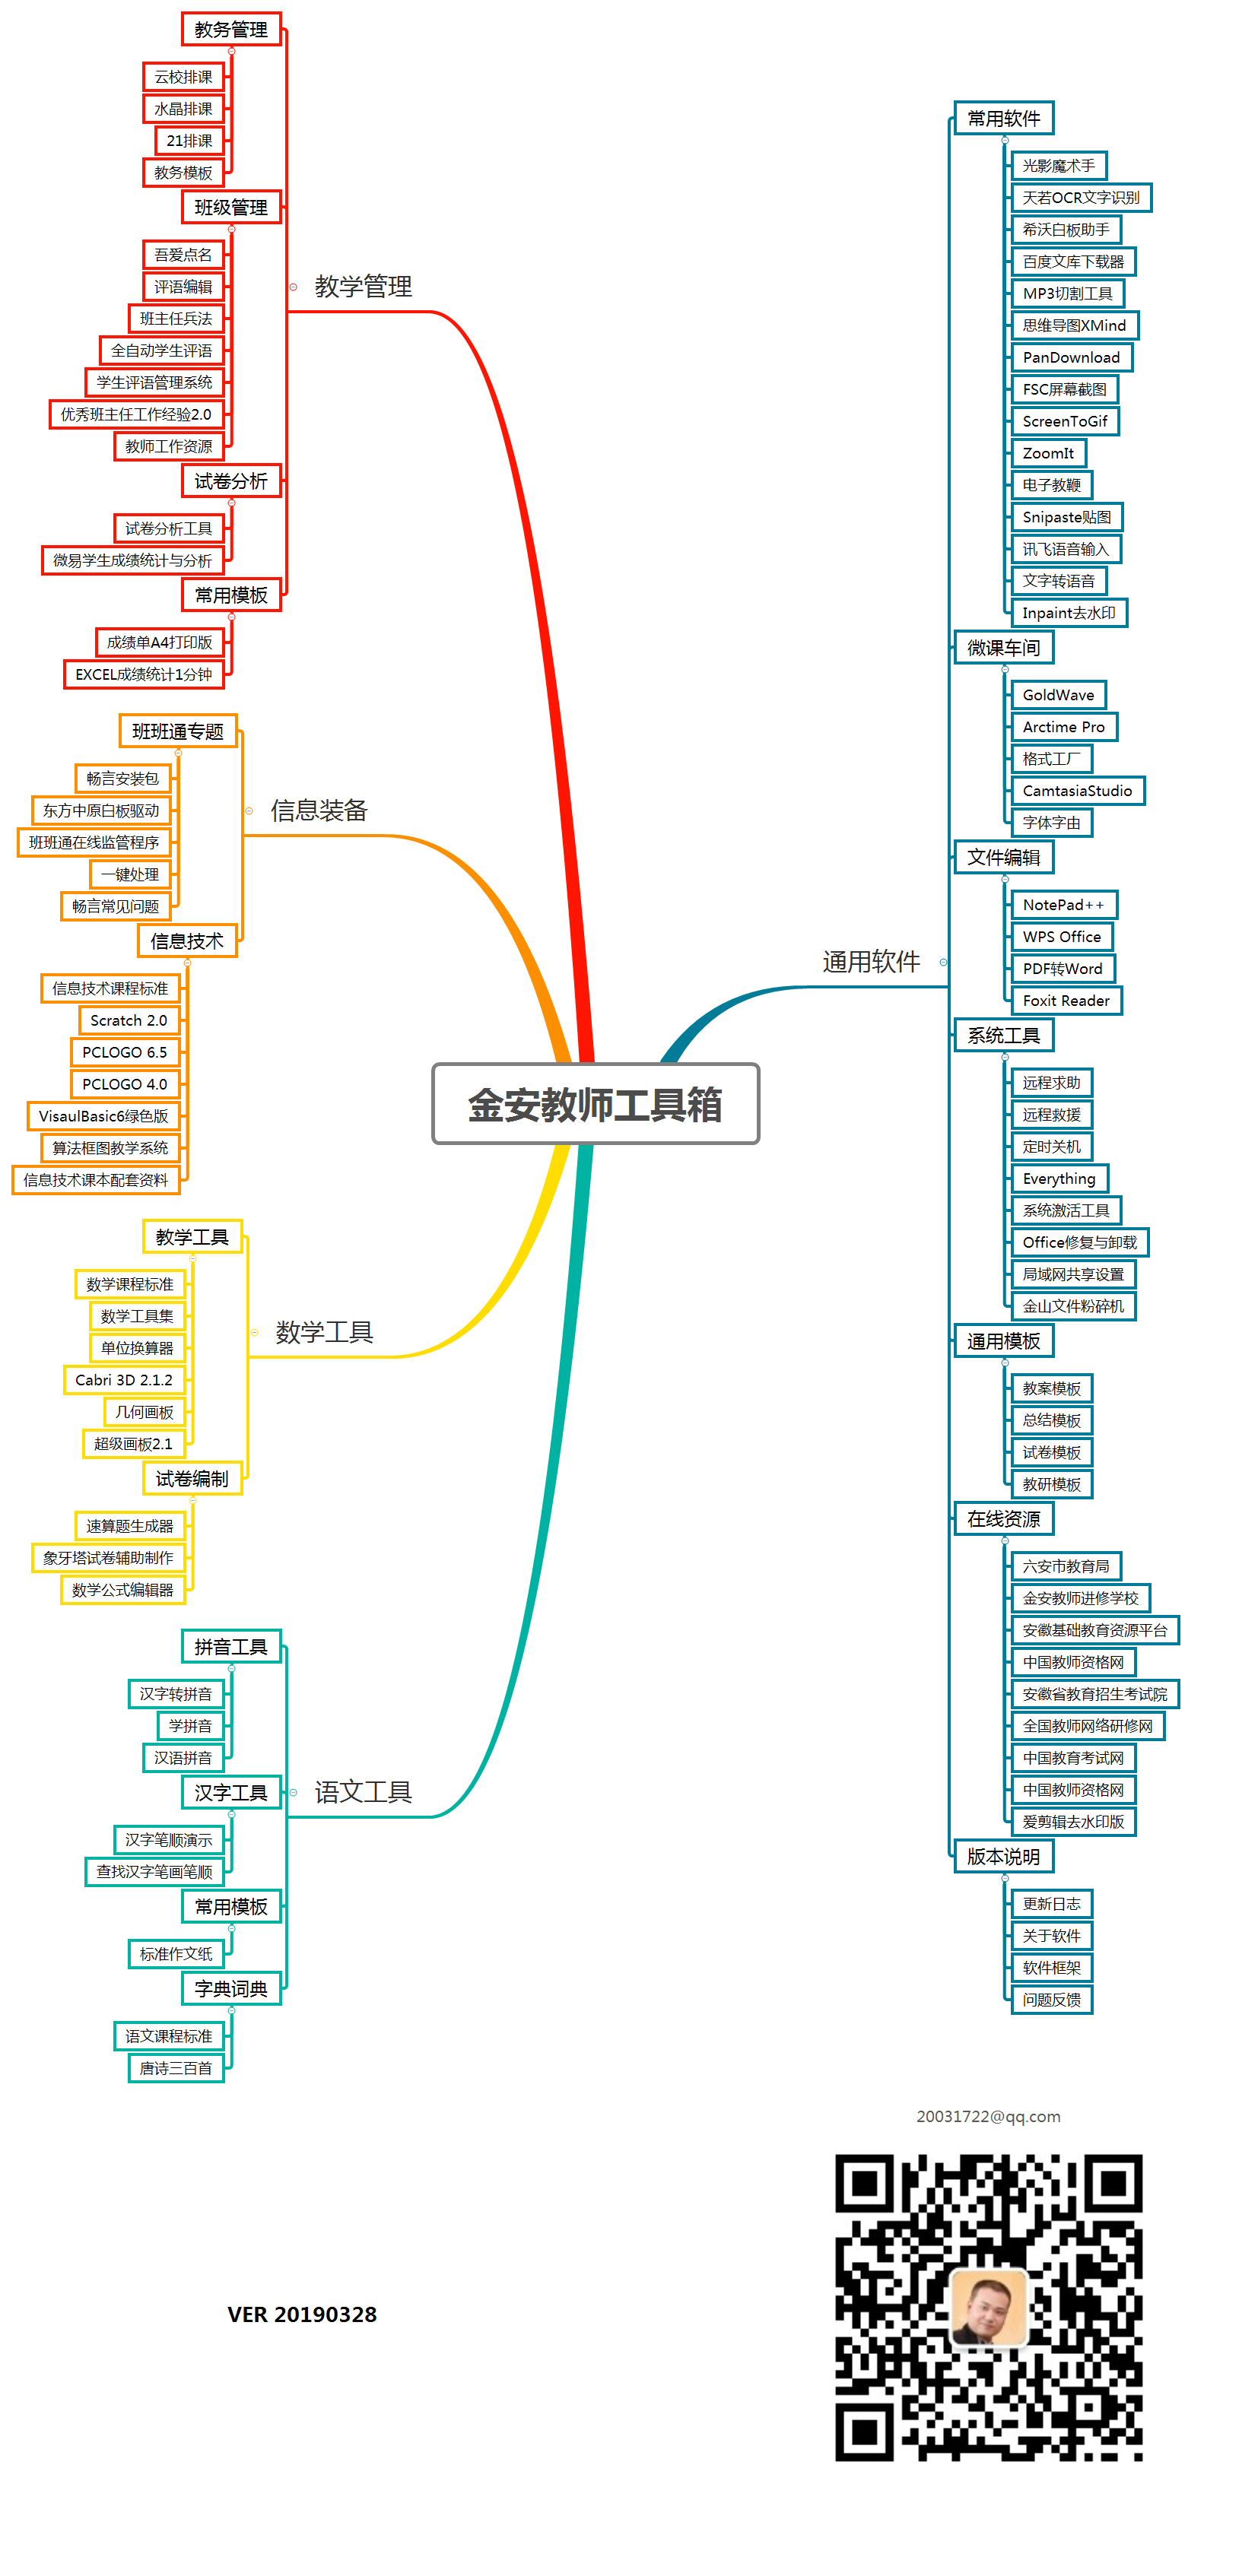 金安教师工具箱
教学管理
教务管理
云校排课
水晶排课
21排课
教务模板
班级管理
吾爱点名
评语编辑
班主任兵法
全自动学生评语
学生评语管理系统
优秀班主任工作经验2.0
教师工作资源
试卷分析
试卷分析工具
微易学生成绩统计与分析
常用模板
成绩单A4打印版
EXCEL成绩统计1分钟
信息装备
班班通专题
畅言安装包
东方中原白板驱动
班班通在线监管程序
一键处理
畅言常见问题
信息技术
信息技术课程标准
Scratch 2.0
PCLOGO 6.5
PCLOGO 4.0
VisaulBasic6绿色版
算法框图教学系统
信息技术课本配套资料
数学工具
教学工具
数学课程标准
数学工具集
单位换算器
Cabri 3D 2.1.2
几何画板
超级画板2.1
试卷编制
速算题生成器
象牙塔试卷辅助制作
数学公式编辑器
语文工具
拼音工具
汉字转拼音
学拼音
汉语拼音
汉字工具
汉字笔顺演示
查找汉字笔画笔顺
常用模板
标准作文纸
字典词典
语文课程标准
唐诗三百首
通用软件
常用软件
光影魔术手
天若OCR文字识别
希沃白板助手
百度文库下载器
MP3切割工具
思维导图XMind
PanDownload
FSC屏幕截图
ScreenToGif
ZoomIt
电子教鞭
Snipaste贴图
讯飞语音输入
文字转语音
Inpaint去水印
微课车间
GoldWave
Arctime Pro
格式工厂
CamtasiaStudio
字体字由
文件编辑
NotePad++
WPS Office
PDF转Word
Foxit Reader
系统工具
远程求助
远程救援
定时关机
Everything
系统激活工具
Office修复与卸载
局域网共享设置
金山文件粉碎机
通用模板
教案模板
总结模板
试卷模板
教研模板
在线资源
六安市教育局
金安教师进修学校
安徽基础教育资源平台
中国教师资格网
安徽省教育招生考试院
全国教师网络研修网
中国教育考试网
中国教师资格网
爱剪辑去水印版
版本说明
更新日志
关于软件
软件框架
问题反馈
20031722@qq.com
VER 20190328